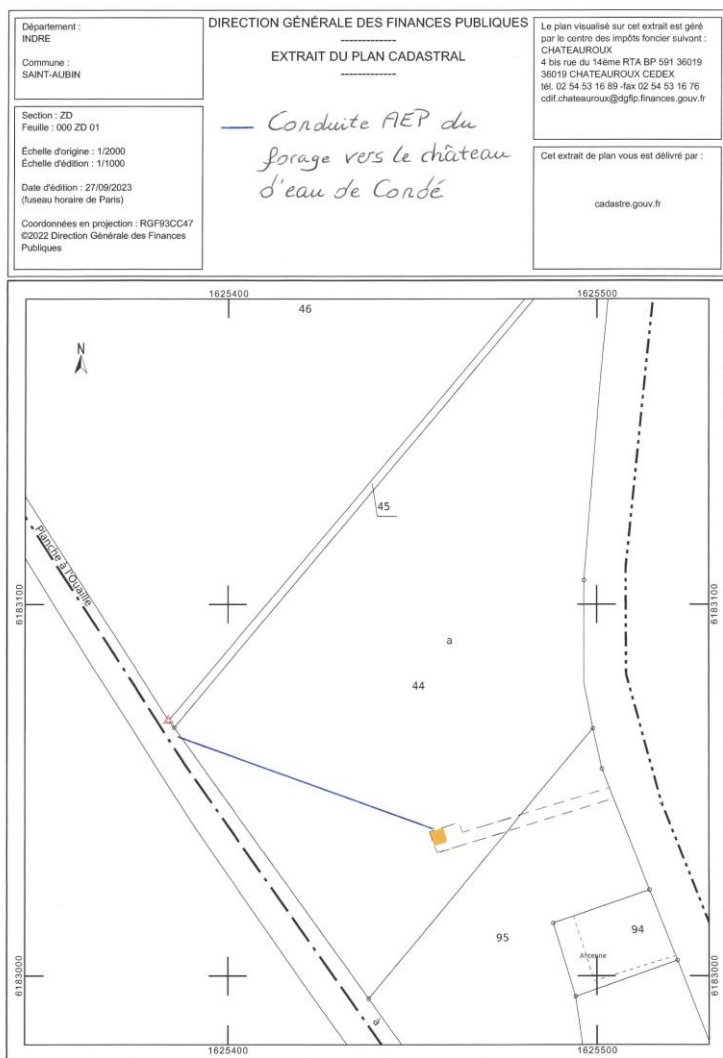 Département :
INDRE
Commune :
SAINT-AUBIN
Section : ZD
Feuille : 000 ZD 01
Échelle d'origine : 1/2000
Échelle d'édition : 1/1000
Date d'édition : 27/09/2023
(fuseau horaire de Paris)
Coordonnées en projection : RGF93CC47
©2022 Direction Générale des Finances
Publiques
DIRECTION GÉNÉRALE DES FINANCES PUBLIQUES
-------------
EXTRAIT DU PLAN CADASTRAL
-------------
Conduite AEP du
forage vers le château
d'eau de Condé
Le plan visualisé sur cet extrait est géré
par le centre des impôts foncier suivant :
CHATEAUROUX
4 bis rue du 14ème RTA BP 591 36019
36019 CHATEAUROUX CEDEX
tél. 02 54 53 16 89 -fax 02 54 53 16 76
cdif.chateauroux@dgfip.finances.gouv.fr
Cet extrait de plan vous est délivré par :
cadastre.gouv.fr
1625400
1625500
46
N
45
Planche à l'Ouaille
6183100
6183100
a
44
95
94
Antenne
6183000
6183000
à
1625400
1625500